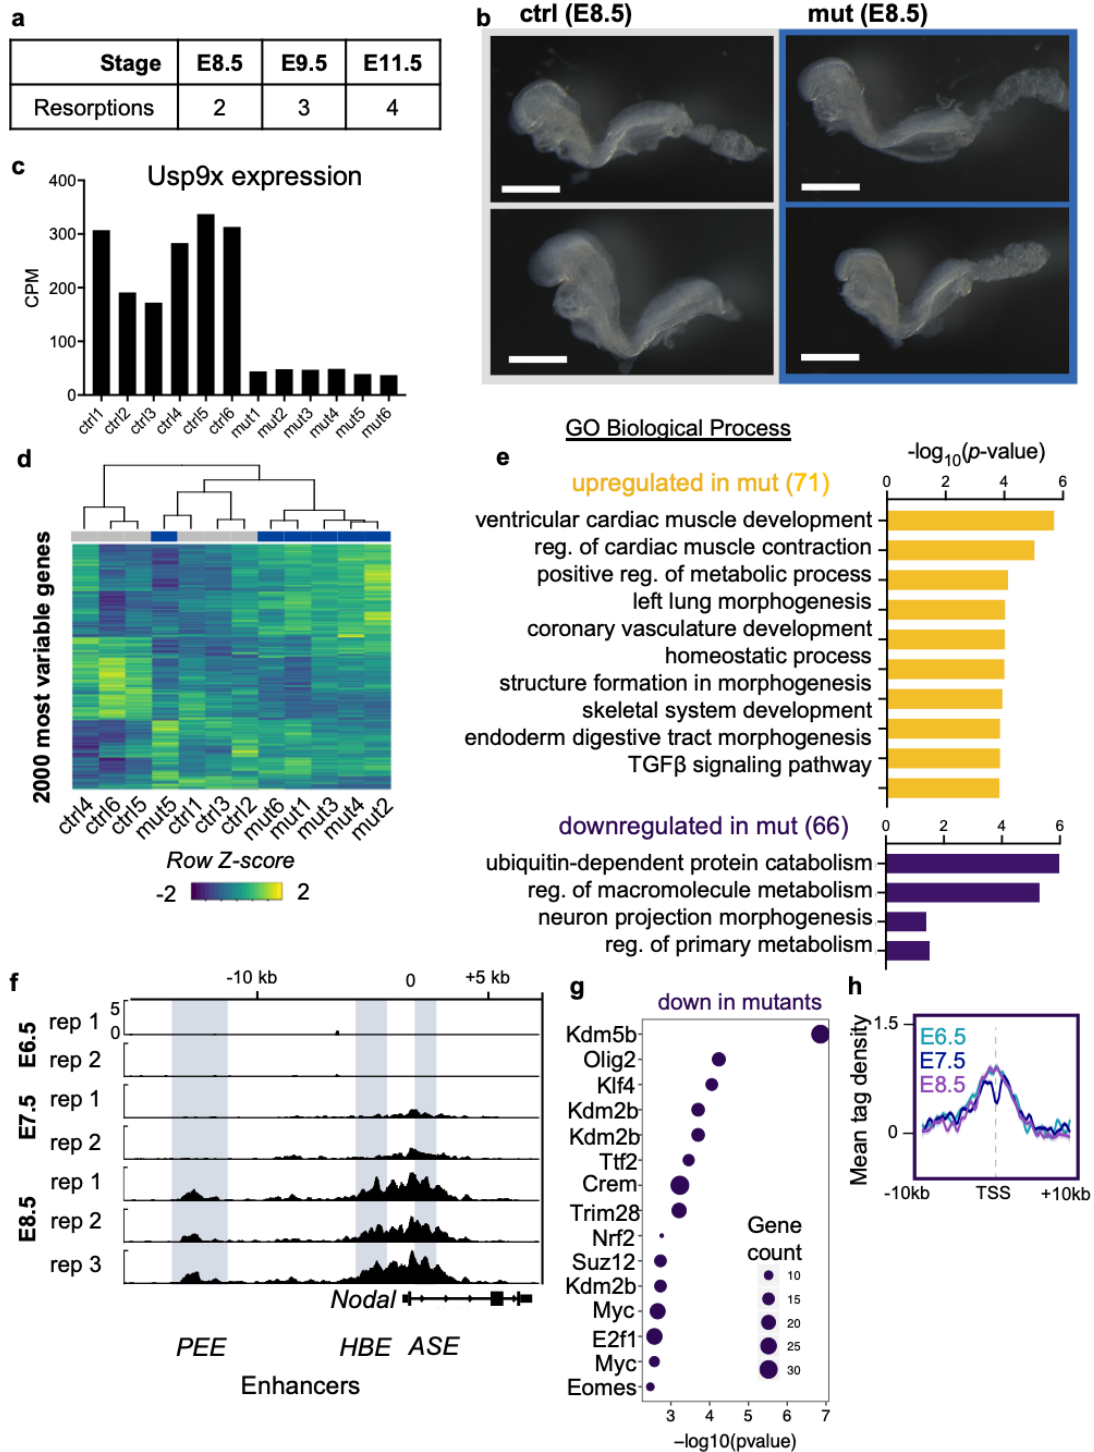 a
Stage E8.5 E9.5 E11.5
Resorptions 2 3 4
b
ctrl (E8.5) mut (E8.5)
c
Usp9x expression
CPM
400
300
200
100
0
ctrl1 ctrl2 ctrl3 ctrl4 ctrl5 ctrl6 mut1 mut2 mut3 mut4 mut5 mut6
d
2000 most variable genes
ctrl4 ctrl6 ctrl5 mut5 ctrl1 ctrl3 ctrl2 mut6 mut1 mut3 mut4 mut2
Row Z-score
-2 2
GO Biological Process
e
-log10(p-value)
upregulated in mut (71)
0 2 4 6
ventricular cardiac muscle development
reg. of cardiac muscle contraction
positive reg. of metabolic process
left lung morphogenesis
coronary vasculature development
homeostatic process
structure formation in morphogenesis
skeletal system development
endoderm digestive tract morphogenesis
TGFβ signaling pathway
downregulated in mut (66)
0 2 4 6
ubiquitin-dependent protein catabolism
reg. of macromolecule metabolism
neuron projection morphogenesis
reg. of primary metabolism
f
-10 kb 0 +5 kb
5
0
E6.5
rep 1
rep 2
E7.5
rep 1
rep 2
E8.5
rep 1
rep 2
rep 3
Nodal
PEE HBE ASE
Enhancers
g
down in mutants
Kdm5b
Olig2
Klf4
Kdm2b
Kdm2b
Ttf2
Crem
Trim28
Nrf2
Suz12
Kdm2b
Myc
E2f1
Myc
Eomes
Gene
count
10
15
20
25
30
3 4 5 6 7
−log10(pvalue)
h
Mean tag density
1.5
0
E6.5
E7.5
E8.5
-10kb TSS +10kb